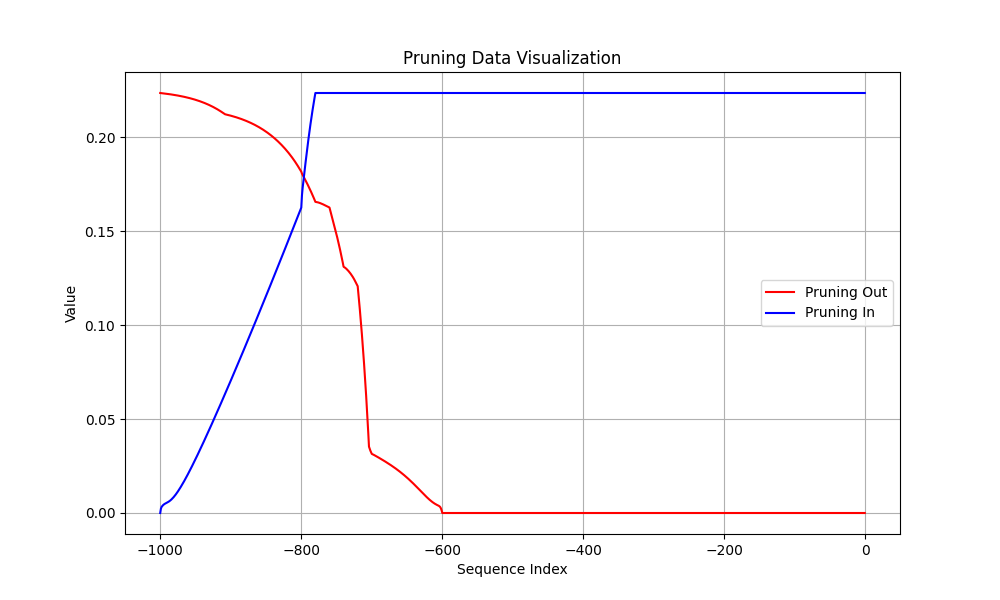 Pruning Data Visualization
Value
0.20
0.15
0.10
0.05
0.00
Pruning Out
Pruning In
−1000 −800 −600 −400 −200 0
Sequence Index